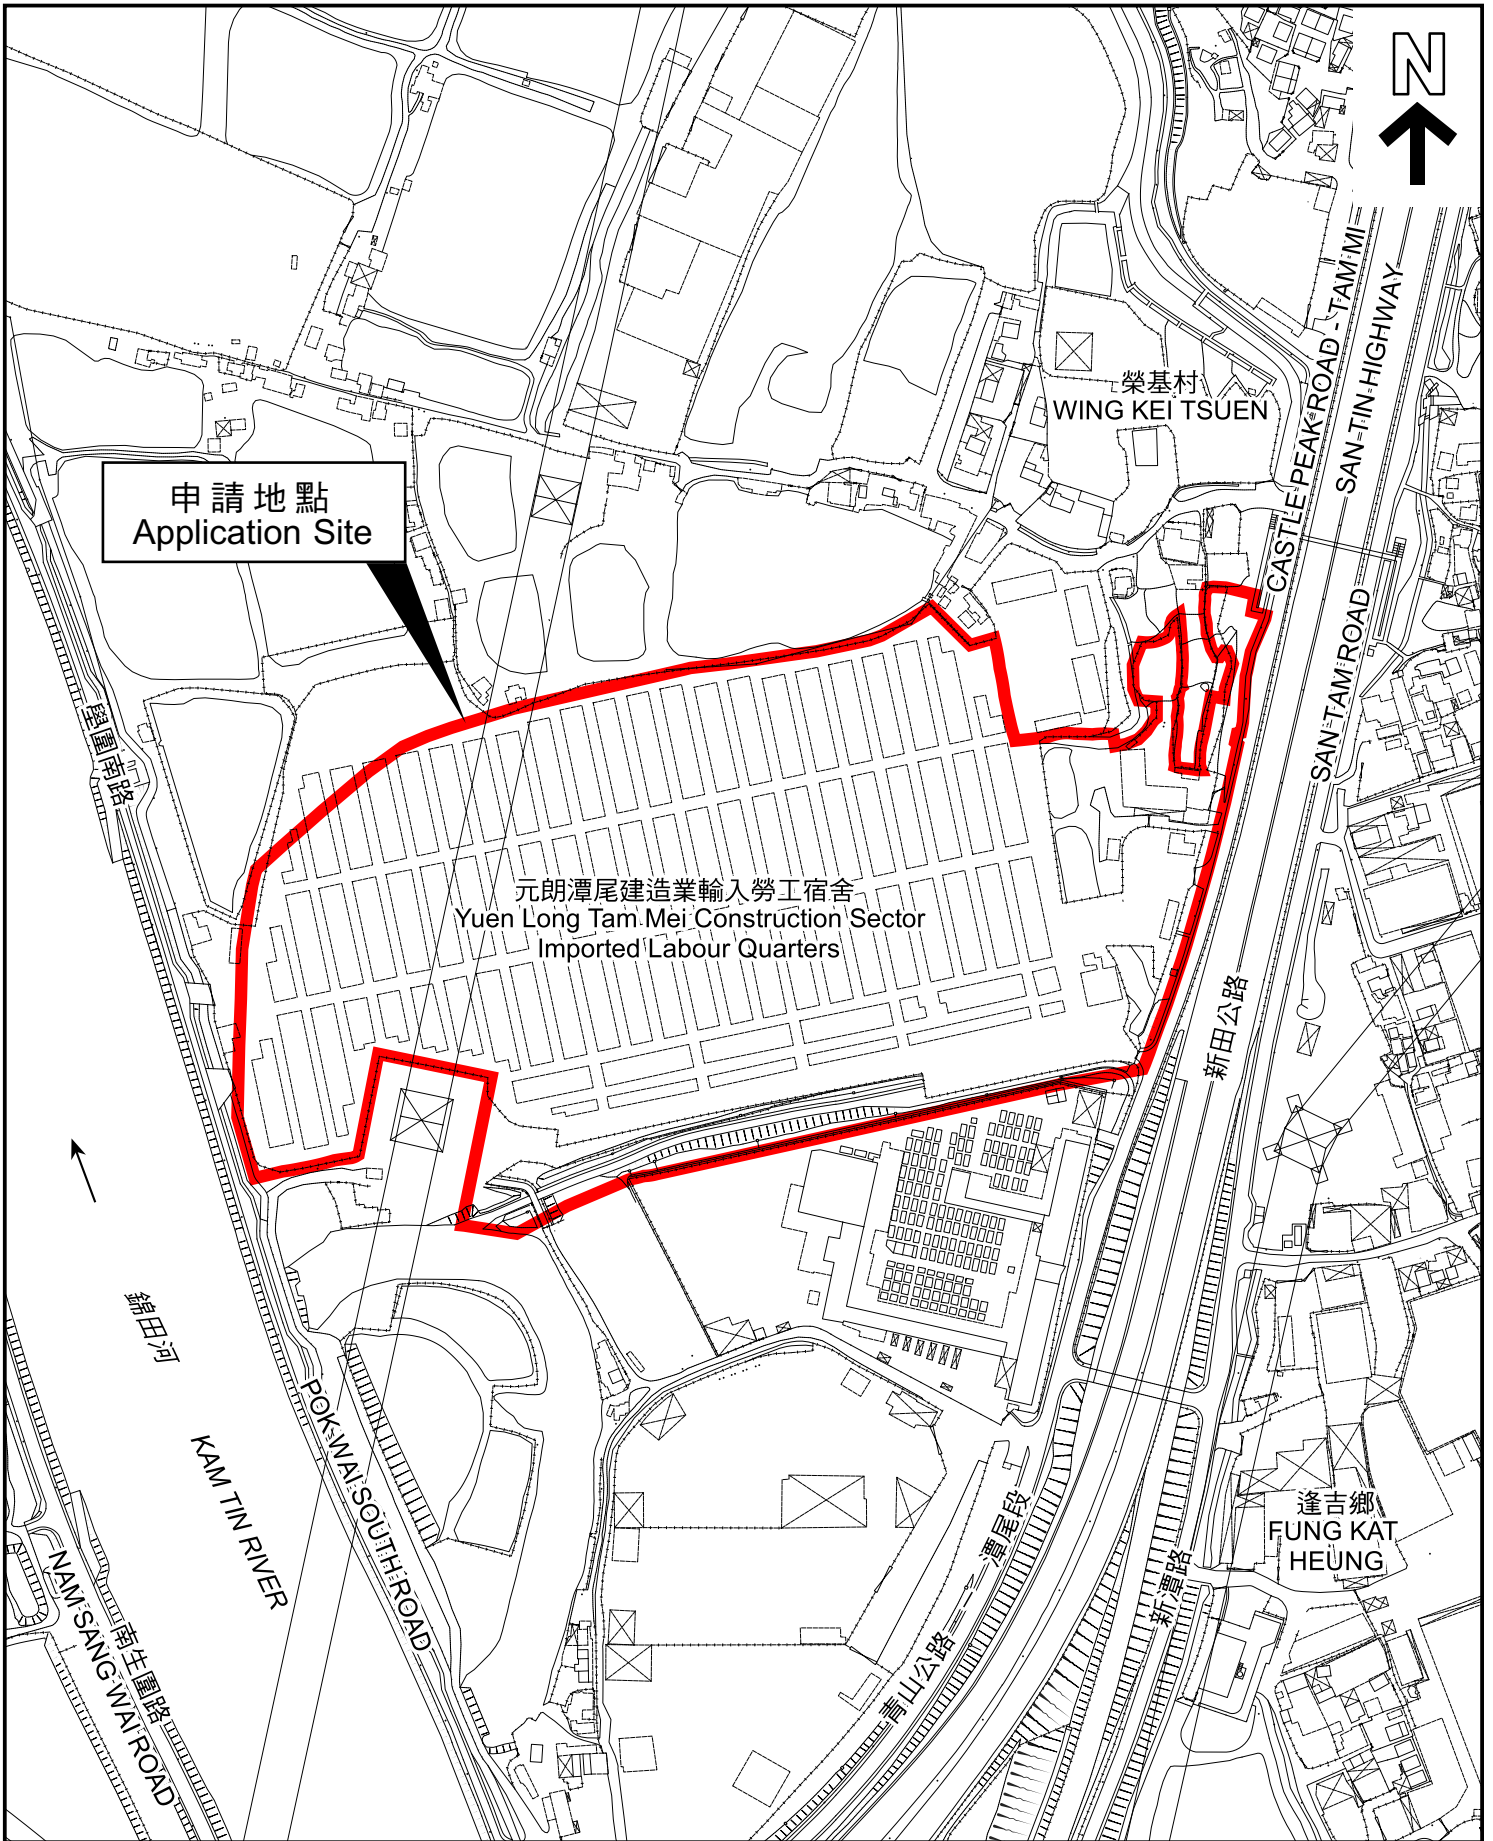 N
榮基村
WING KEI TSUEN
CASTLE PEAK ROAD - TAM MI
SAN TIN HIGHWAY
申請地點
Application Site
SAN TAM ROAD
壆圍南路
元朗潭尾建造業輸入勞工宿舍
Yuen Long Tam Mei Construction Sector
Imported Labour Quarters
新田公路
錦田河
KAM TIN RIVER
POK WAI SOUTH ROAD
逢吉鄉
FUNG KAT
HEUNG
青山公路 — 潭尾段
新潭路
南生圍路
NAM SANG WAI ROAD